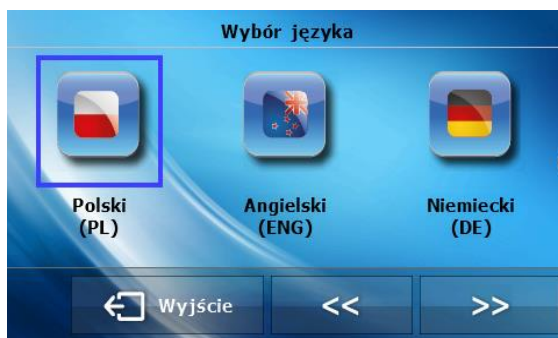 Wybór języka
Polski
(PL)
Angielski
(ENG)
Niemiecki
(DE)
Wyjście
<<
>>